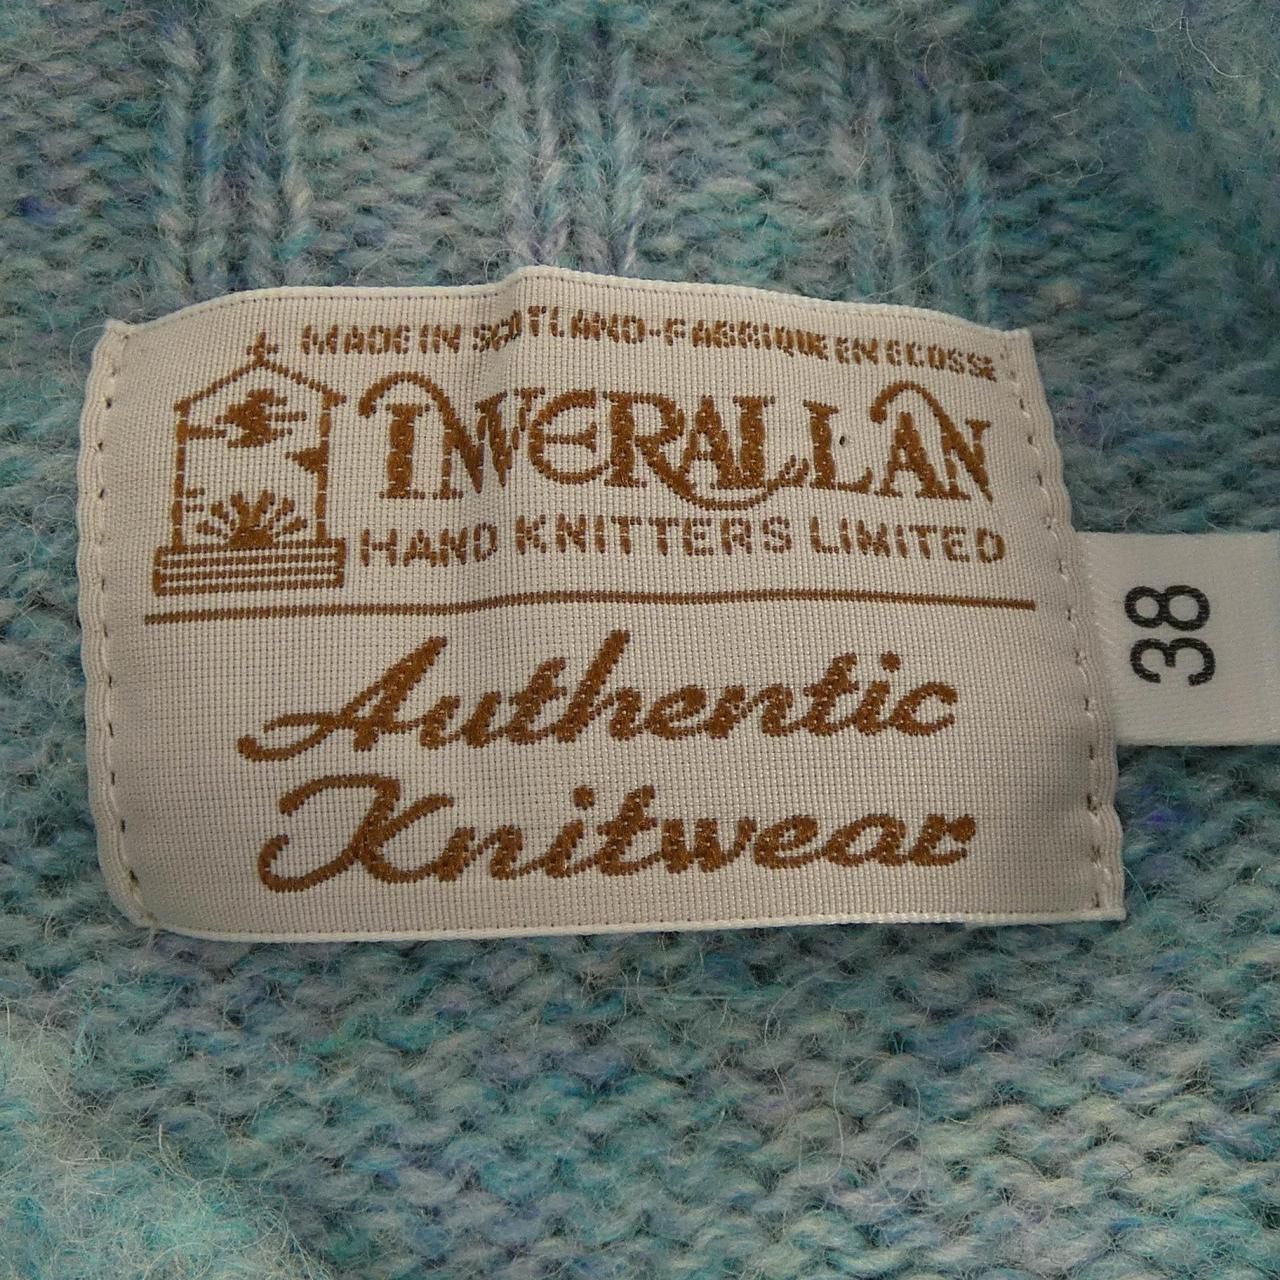 MADE IN SCOTLAND-FABRIQUE EN ECOSSE
INVERALLAN
HAND KNITTERS LIMITED
Authentic
Knitwear
38